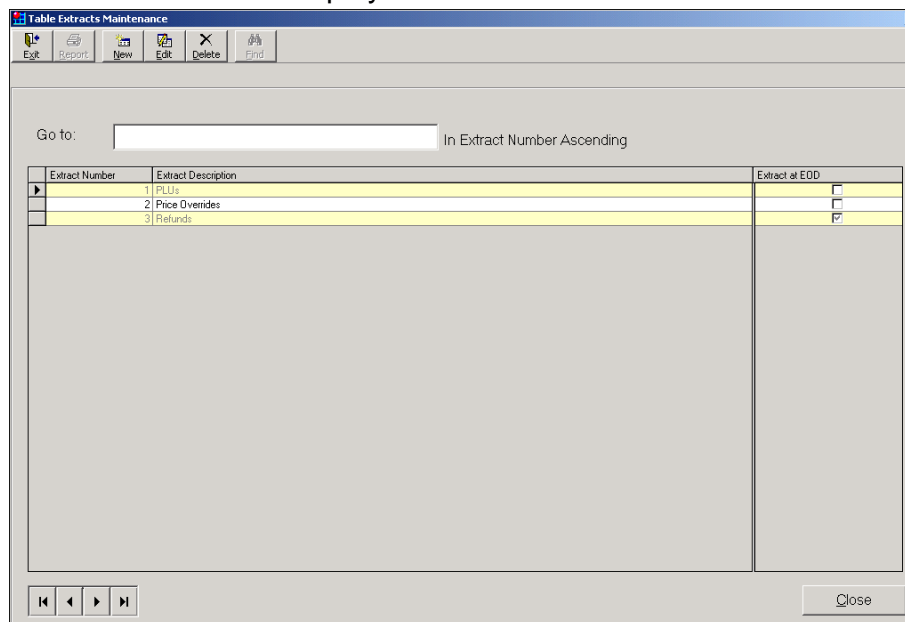 Table Extracts Maintenance
Exit Report New Edit Delete Find
Go to: In Extract Number Ascending
Extract Number Extract Description Extract at EOD
1 PLUs
2 Price Overrides
3 Refunds
Close